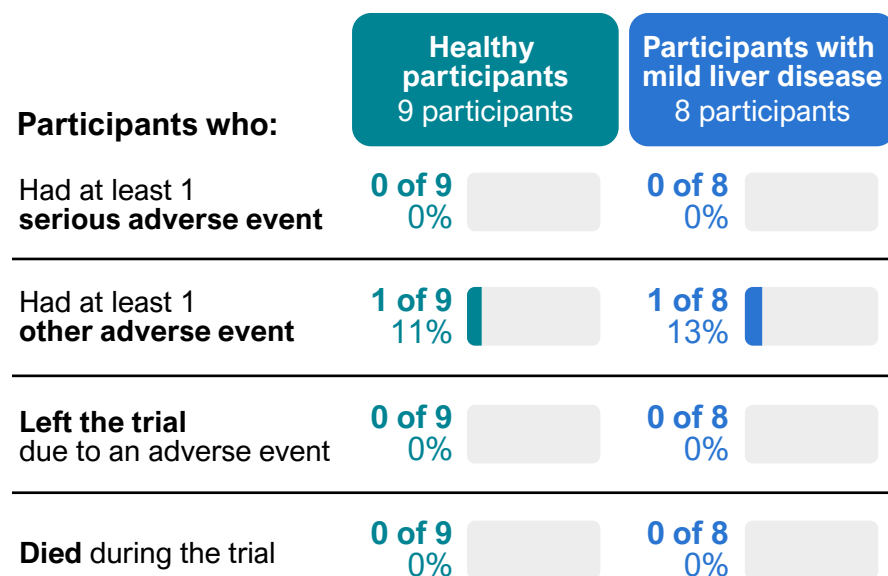 Healthy participants
9 participants
Participants with mild liver disease
8 participants
Participants who:
Had at least 1
serious adverse event
0 of 9
0%
0 of 8
0%
Had at least 1
other adverse event
1 of 9
11%
1 of 8
13%
Left the trial
due to an adverse event
0 of 9
0%
0 of 8
0%
Died during the trial
0 of 9
0%
0 of 8
0%